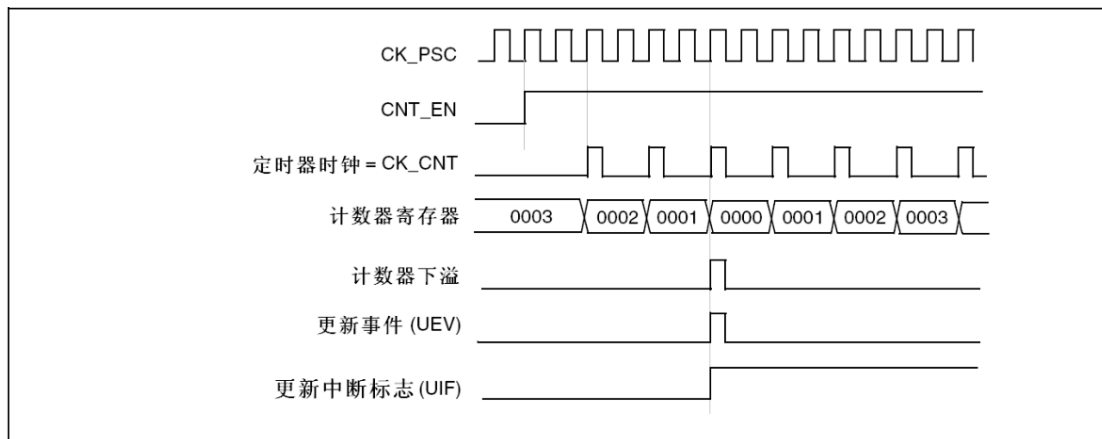 CK_PSC
CNT_EN
定时器时钟 = CK_CNT
计数器寄存器 0003 0002 0001 0000 0001 0002 0003
计数器下溢
更新事件 (UEV)
更新中断标志 (UIF)